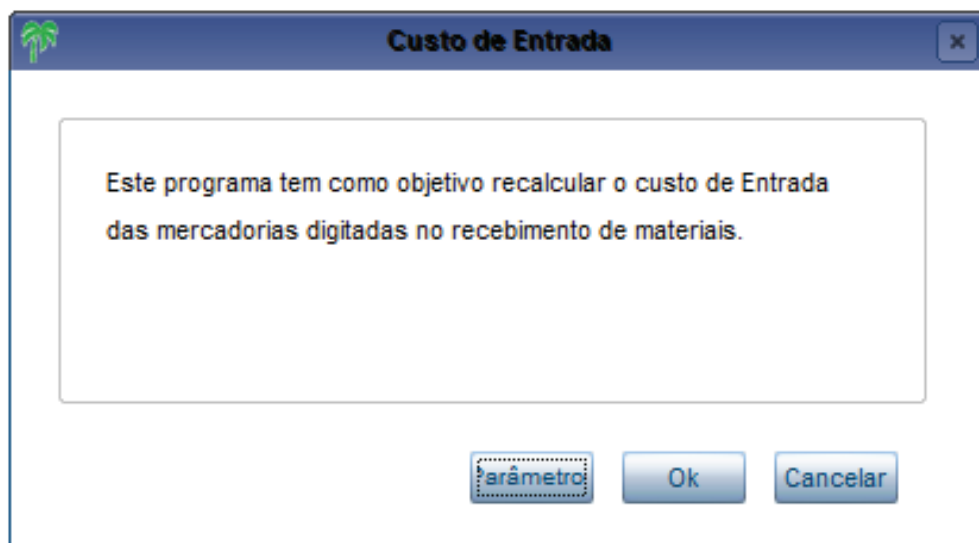 Custo de Entrada
Este programa tem como objetivo recalcular o custo de Entrada
das mercadorias digitadas no recebimento de materiais.
Parâmetro
Ok
Cancelar